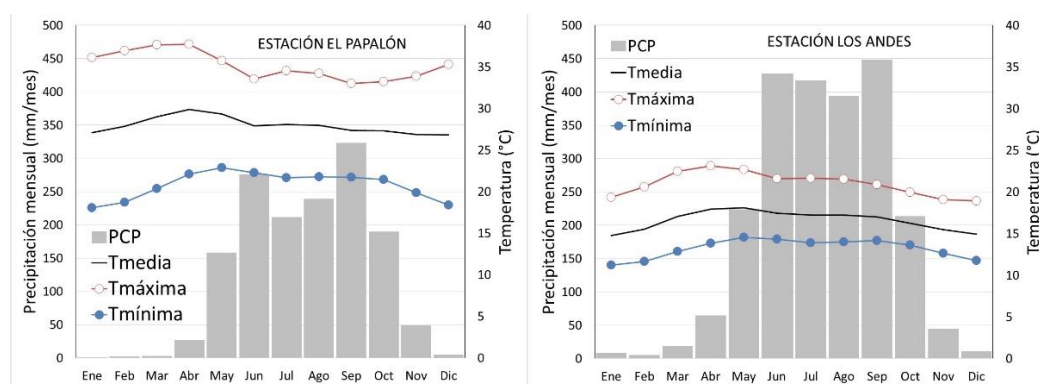 ESTACIÓN EL PAPALÓN
Precipitación mensual (mm/mes)
500
450
400
350
300
250
200
150
100
50
0
PCP
Tmedia
Tmáxima
Tmínima
40
35
30
25
20
15
10
5
0
Temperatura (°C)
Ene Feb Mar Abr May Jun Jul Ago Sep Oct Nov Dic
ESTACIÓN LOS ANDES
Precipitación mensual (mm/mes)
500
450
400
350
300
250
200
150
100
50
0
PCP
Tmedia
Tmáxima
Tmínima
40
35
30
25
20
15
10
5
0
Temperatura (°C)
Ene Feb Mar Abr May Jun Jul Ago Sep Oct Nov Dic